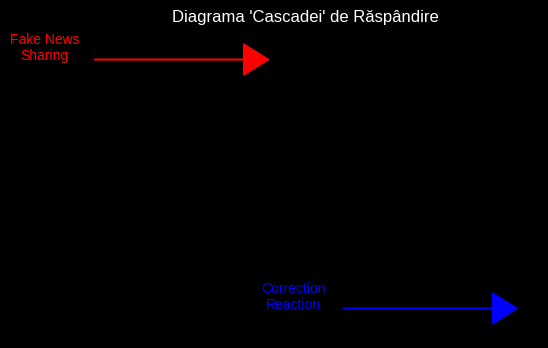 Diagrama 'Cascadei' de Răspândire
Fake News
Sharing
Correction
Reaction